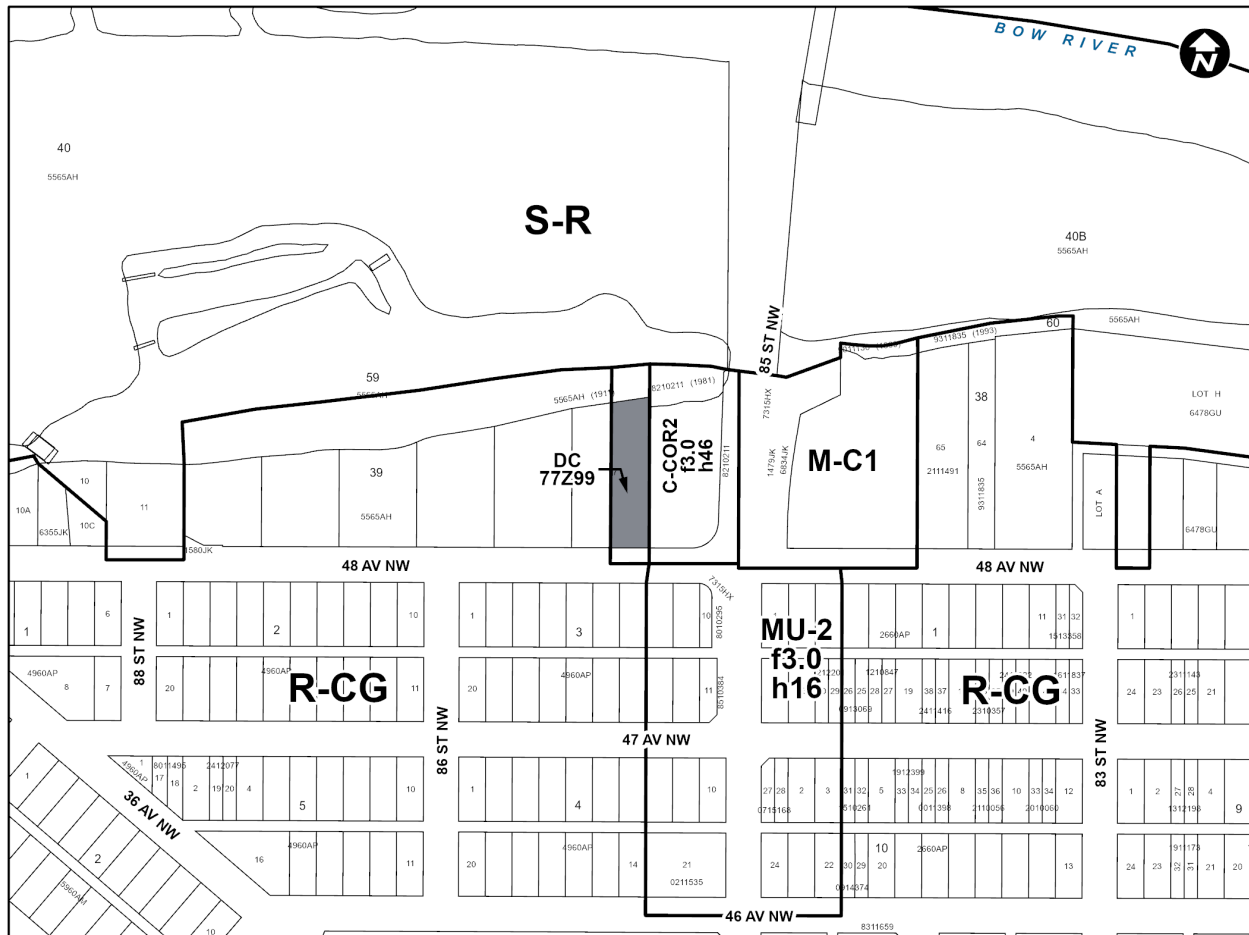 BOW RIVER
N
40
5565AH
S-R
40B
5565AH
85 ST NW
60
5565AH
9311835 (1993)
59
5565AH
5565AH (1911)
8210211 (1981)
7315HX
38
LOT H
6478GU
DC
77Z99
C-COR2
f3.0
h46
8210211
1479JK
6834JK
M-C1
65
2111491
64
9311835
4
5565AH
39
5565AH
10
10A
10C
11
6355JK
1580JK
LOT A
6478GU
48 AV NW
48 AV NW
1
6
88 ST NW
1
2
10
1
3
10
7315HX
8010295
1
MU-2
f3.0
h16
2660AP
1
11
31
32
1513558
1
4960AP
8
7
20
4960AP
R-CG
11
86 ST NW
20
4960AP
11
8510384
29
26
25
28
27
1210847
19
38
37
0913069
2411416
2310357
R-CG
33
1611837
83 ST NW
24
23
2311143
26
25
21
47 AV NW
1
4960AP
1
8011495
17
18
2
19
20
2412077
4
5
10
1
4
10
27
28
0715168
2
3
31
32
5
1912399
33
34
25
26
0011398
8
35
36
2110056
10
33
34
2010060
12
1
2
27
28
1312198
4
9
36 AV NW
2
5960AM
10
16
4960AP
11
20
4960AP
14
21
0211535
24
22
30
29
0914374
20
10
2660AP
13
24
23
32
31
1911173
21
20
46 AV NW
8311659